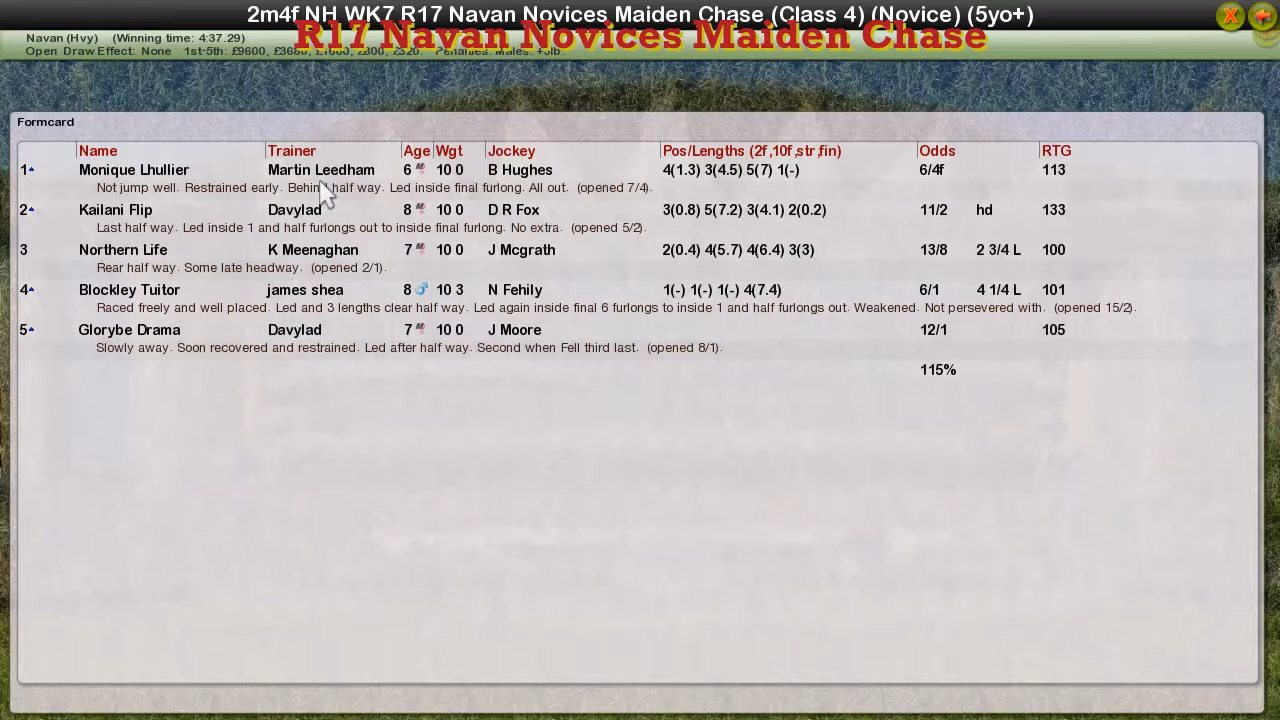 2m4f NH WK7 R17 Navan Novices Maiden Chase (Class 4) (Novice) (5yo+)
R17 Navan Novices Maiden Chase
Navan (Hvy) (Winning time: 4:37.29)
Open Draw Effect: None 1st-5th: £9600, £3680, £1600, £800, £320. Penalties: Males: +3lb.
Formcard
Name Trainer Age Wgt Jockey Pos/Lengths (2f,10f,str,fin) Odds RTG
1 Monique Lhullier Martin Leedham 6 10 0 B Hughes 4(1.3) 3(4.5) 5(7) 1(-) 6/4f 113
Not jump well. Restrained early. Behind half way. Led inside final furlong. All out. (opened 7/4).
2 Kailani Flip Davylad 8 10 0 D R Fox 3(0.8) 5(7.2) 3(4.1) 2(0.2) 11/2 hd 133
Last half way. Led inside 1 and half furlongs out to inside final furlong. No extra. (opened 5/2).
3 Northern Life K Meenaghan 7 10 0 J Mcgrath 2(0.4) 4(5.7) 4(6.4) 3(3) 13/8 2 3/4 L 100
Rear half way. Some late headway. (opened 2/1).
4 Blockley Tuitor james shea 8 10 3 N Fehily 1(-) 1(-) 1(-) 4(7.4) 6/1 4 1/4 L 101
Raced freely and well placed. Led and 3 lengths clear half way. Led again inside final 6 furlongs to inside 1 and half furlongs out. Weakened. Not persevered with. (opened 15/2).
5 Glorybe Drama Davylad 7 10 0 J Moore 12/1 105
Slowly away. Soon recovered and restrained. Led after half way. Second when Fell third last. (opened 8/1).
115%